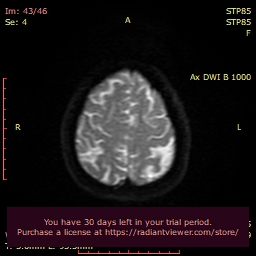 Im: 43/46
Se: 4
A
STP85
STP85
F
Ax DWI B 1000
R
L
You have 30 days left in your trial period.
Purchase a license at https://radiantviewer.com/store/